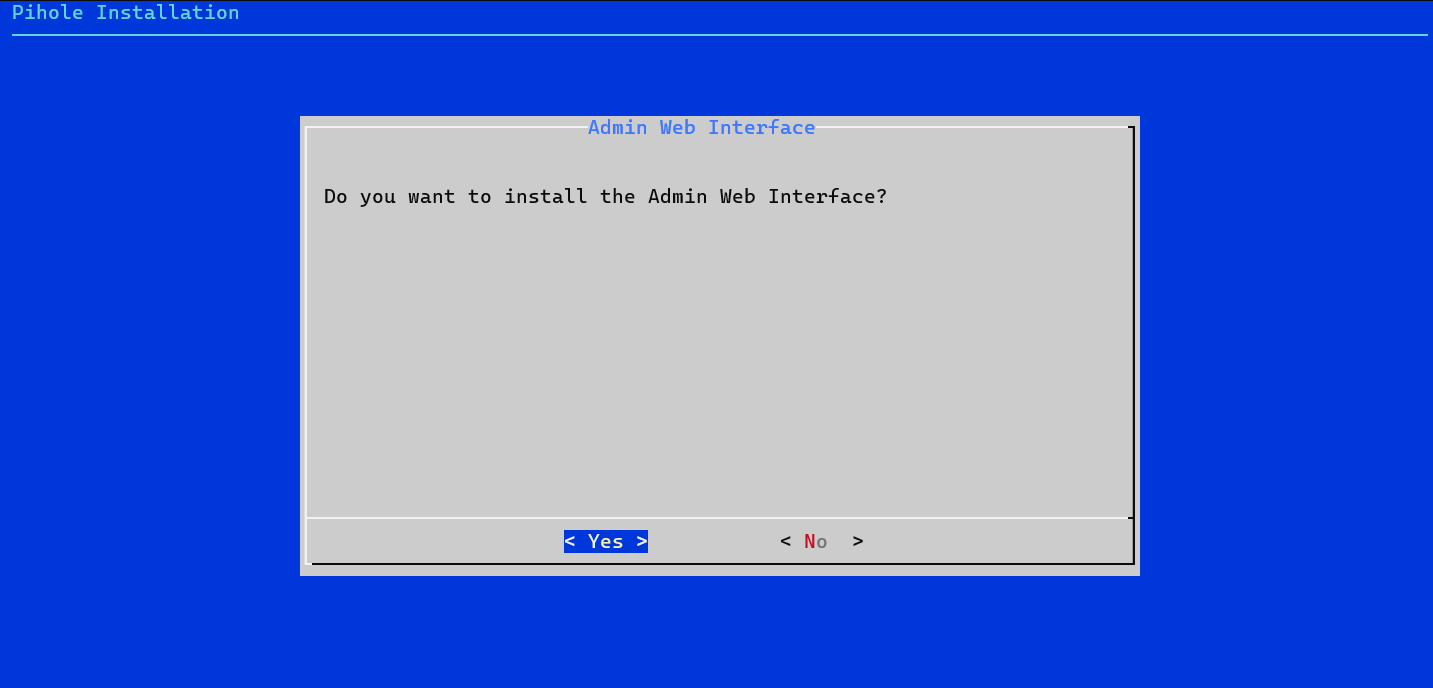 Pihole Installation
Admin Web Interface
Do you want to install the Admin Web Interface?
< Yes > < No  >